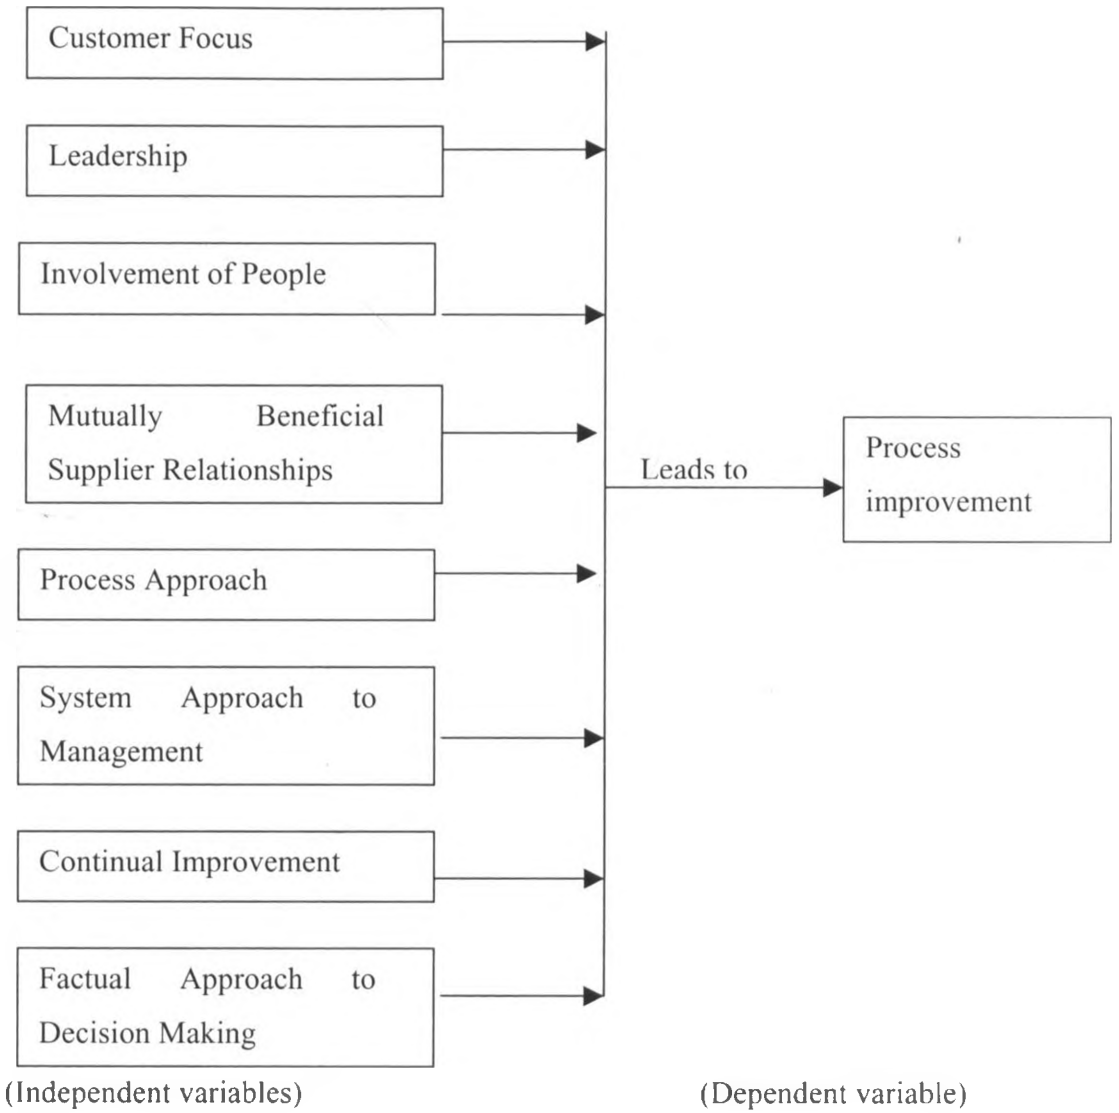 Customer Focus
Leadership
Involvement of People
Mutually Beneficial
Supplier Relationships
Process Approach
System Approach to
Management
Continual Improvement
Factual Approach to
Decision Making
(Independent variables)
Leads to
Process
improvement
(Dependent variable)